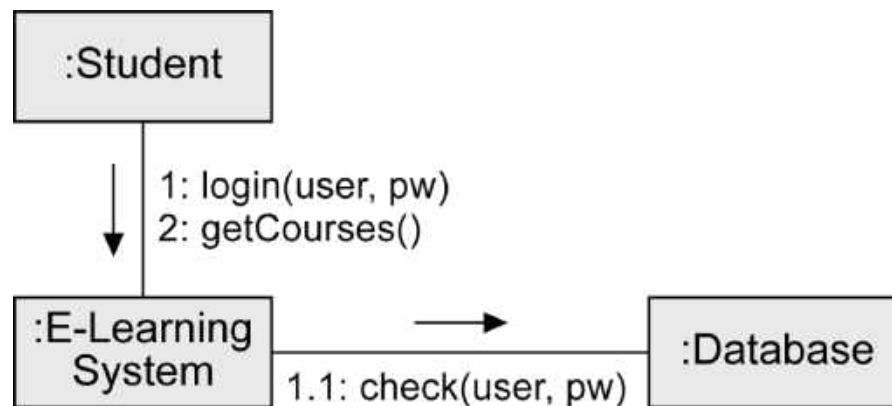 :Student
1: login(user, pw)
2: getCourses()
:E-Learning
System
1.1: check(user, pw)
:Database